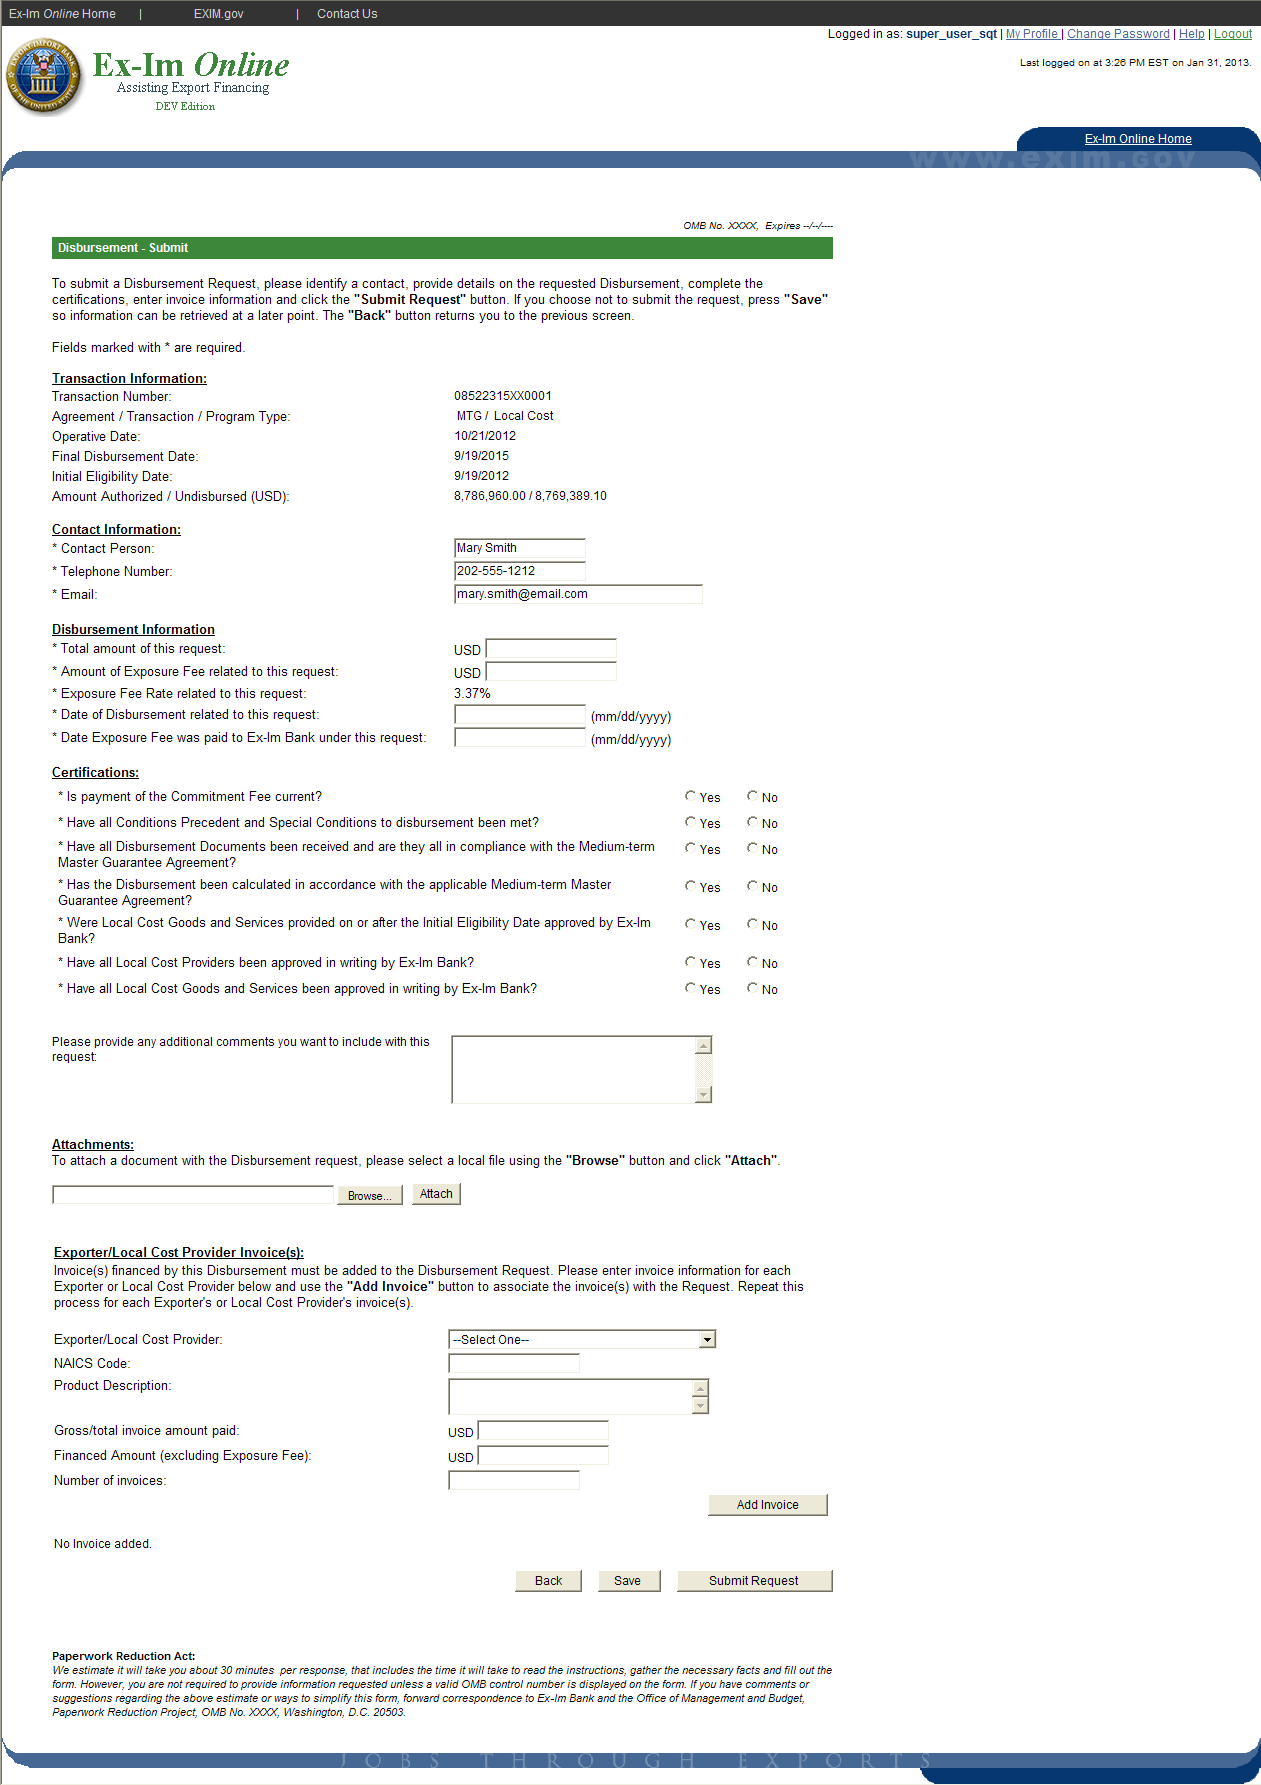 Ex-Im Online Home | EXIM.gov | Contact Us
Logged in as: super_user_sqt | My Profile | Change Password | Help | Logout
Last logged on at 3:26 PM EST on Jan 31, 2013.
EXPORT-IMPORT BANK OF THE UNITED STATES
Ex-Im Online
Assisting Export Financing
DEV Edition
Ex-Im Online Home
www.exim.gov
OMB No. XXXX, Expires --/--/----
Disbursement - Submit
To submit a Disbursement Request, please identify a contact, provide details on the requested Disbursement, complete the
certifications, enter invoice information and click the "Submit Request" button. If you choose not to submit the request, press "Save"
so information can be retrieved at a later point. The "Back" button returns you to the previous screen.
Fields marked with * are required.
Transaction Information:
Transaction Number: 08522315XX0001
Agreement / Transaction / Program Type: MTG / Local Cost
Operative Date: 10/21/2012
Final Disbursement Date: 9/19/2015
Initial Eligibility Date: 9/19/2012
Amount Authorized / Undisbursed (USD): 8,786,960.00 / 8,769,389.10
Contact Information:
* Contact Person: Mary Smith
* Telephone Number: 202-555-1212
* Email: mary.smith@email.com
Disbursement Information
* Total amount of this request: USD
* Amount of Exposure Fee related to this request: USD
* Exposure Fee Rate related to this request: 3.37%
* Date of Disbursement related to this request: (mm/dd/yyyy)
* Date Exposure Fee was paid to Ex-Im Bank under this request: (mm/dd/yyyy)
Certifications:
* Is payment of the Commitment Fee current? Yes No
* Have all Conditions Precedent and Special Conditions to disbursement been met? Yes No
* Have all Disbursement Documents been received and are they all in compliance with the Medium-term
Master Guarantee Agreement? Yes No
* Has the Disbursement been calculated in accordance with the applicable Medium-term Master
Guarantee Agreement? Yes No
* Were Local Cost Goods and Services provided on or after the Initial Eligibility Date approved by Ex-Im
Bank? Yes No
* Have all Local Cost Providers been approved in writing by Ex-Im Bank? Yes No
* Have all Local Cost Goods and Services been approved in writing by Ex-Im Bank? Yes No
Please provide any additional comments you want to include with this
request:
Attachments:
To attach a document with the Disbursement request, please select a local file using the "Browse" button and click "Attach".
Browse... Attach
Exporter/Local Cost Provider Invoice(s):
Invoice(s) financed by this Disbursement must be added to the Disbursement Request. Please enter invoice information for each
Exporter or Local Cost Provider below and use the "Add Invoice" button to associate the invoice(s) with the Request. Repeat this
process for each Exporter's or Local Cost Provider's invoice(s).
Exporter/Local Cost Provider: --Select One--
NAICS Code:
Product Description:
Gross/total invoice amount paid: USD
Financed Amount (excluding Exposure Fee): USD
Number of invoices:
Add Invoice
No Invoice added.
Back Save Submit Request
Paperwork Reduction Act:
We estimate it will take you about 30 minutes per response, that includes the time it will take to read the instructions, gather the necessary facts and fill out the
form. However, you are not required to provide information requested unless a valid OMB control number is displayed on the form. If you have comments or
suggestions regarding the above estimate or ways to simplify this form, forward correspondence to Ex-Im Bank and the Office of Management and Budget,
Paperwork Reduction Project, OMB No. XXXX, Washington, D.C. 20503.
JOBS THROUGH EXPORTS